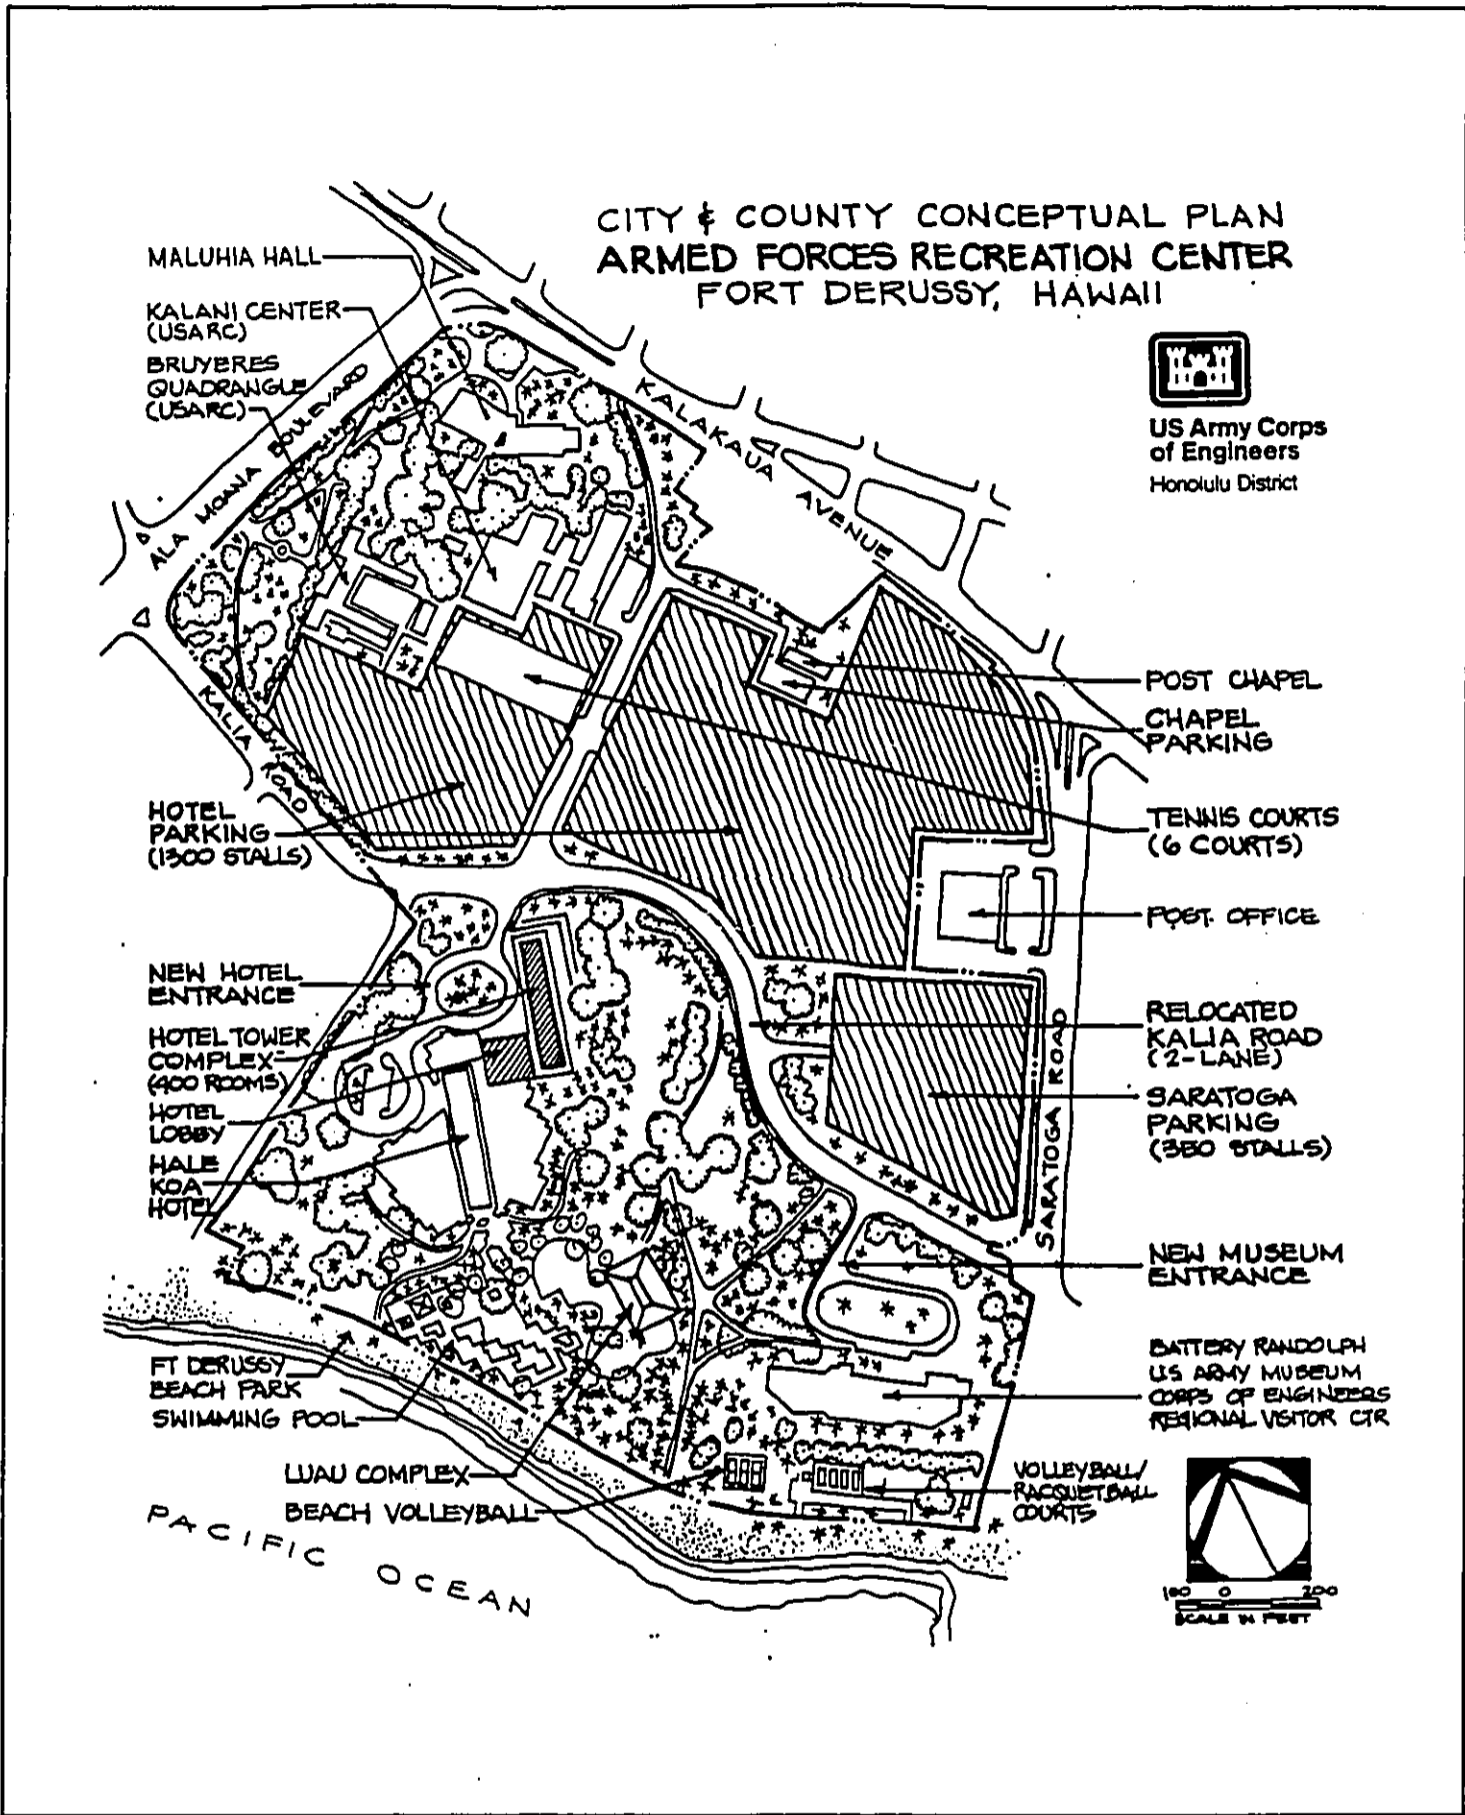 CITY & COUNTY CONCEPTUAL PLAN
ARMED FORCES RECREATION CENTER
FORT DERUSSY, HAWAII
US Army Corps
of Engineers
Honolulu District
MALUHIA HALL
KALANI CENTER
(USARC)
BRUYERES
QUADRANGLE
(USARC)
ALA MOANA BOULEVARD
KALAKAUA AVENUE
KALIA ROAD
POST CHAPEL
CHAPEL
PARKING
HOTEL
PARKING
(1300 STALLS)
TENNIS COURTS
(6 COURTS)
POST OFFICE
NEW HOTEL
ENTRANCE
HOTEL TOWER
COMPLEX
(400 ROOMS)
HOTEL
LOBBY
HALE
KOA
HOTEL
RELOCATED
KALIA ROAD
(2-LANE)
SARATOGA
PARKING
(350 STALLS)
SARATOGA ROAD
NEW MUSEUM
ENTRANCE
FT DERUSSY
BEACH PARK
SWIMMING POOL
BATTERY RANDOLPH
US ARMY MUSEUM
CORPS OF ENGINEERS
REGIONAL VISITOR CTR
LUAU COMPLEX
BEACH VOLLEYBALL
VOLLEYBALL/
RACQUETBALL
COURTS
PACIFIC OCEAN
100 0 200
SCALE IN FEET